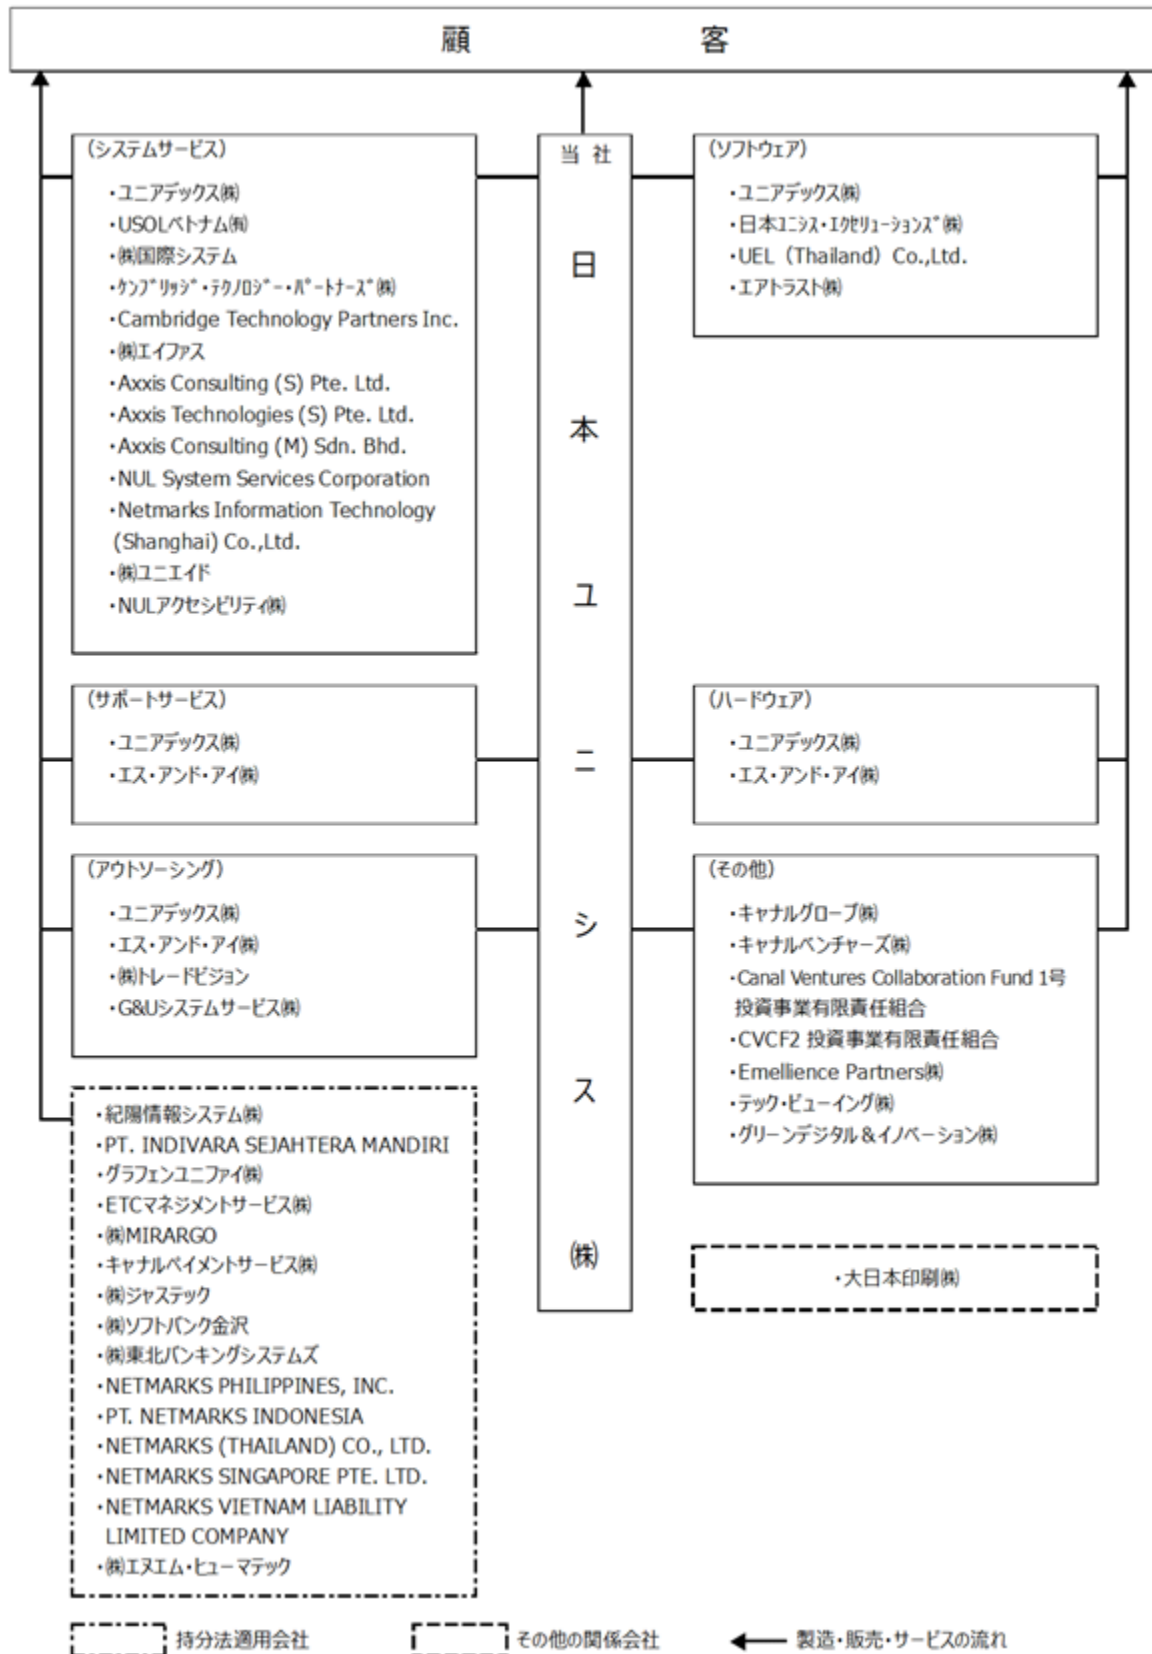 顧 客
(システムサービス)
・ユニアデックス㈱
・USOLベトナム㈲
・㈱国際システム
・ｹﾝﾌﾞﾘｯｼﾞ・ﾃｸﾉﾛｼﾞｰ・ﾊﾟｰﾄﾅｰｽﾞ㈱
・Cambridge Technology Partners Inc.
・㈱エイファス
・Axxis Consulting (S) Pte. Ltd.
・Axxis Technologies (S) Pte. Ltd.
・Axxis Consulting (M) Sdn. Bhd.
・NUL System Services Corporation
・Netmarks Information Technology
(Shanghai) Co.,Ltd.
・㈱ユニエイド
・NULアクセシビリティ㈱
(サポートサービス)
・ユニアデックス㈱
・エス・アンド・アイ㈱
(アウトソーシング)
・ユニアデックス㈱
・エス・アンド・アイ㈱
・㈱トレードビジョン
・G&Uシステムサービス㈱
・紀陽情報システム㈱
・PT. INDIVARA SEJAHTERA MANDIRI
・グラフェンユニファイ㈱
・ETCマネジメントサービス㈱
・㈱MIRARGO
・キャナルペイメントサービス㈱
・㈱ジャステック
・㈱ソフトバンク金沢
・㈱東北バンキングシステムズ
・NETMARKS PHILIPPINES, INC.
・PT. NETMARKS INDONESIA
・NETMARKS (THAILAND) CO., LTD.
・NETMARKS SINGAPORE PTE. LTD.
・NETMARKS VIETNAM LIABILITY
LIMITED COMPANY
・㈱エヌエム・ヒューマテック
当 社
日本ユニシス㈱
(ソフトウェア)
・ユニアデックス㈱
・日本ﾕﾆｼｽ・ｴｸｾﾘｭｰｼｮﾝｽﾞ㈱
・UEL (Thailand) Co.,Ltd.
・エアトラスト㈱
(ハードウェア)
・ユニアデックス㈱
・エス・アンド・アイ㈱
(その他)
・キャナルグローブ㈱
・キャナルベンチャーズ㈱
・Canal Ventures Collaboration Fund 1号
投資事業有限責任組合
・CVCF2 投資事業有限責任組合
・Emellience Partners㈱
・テック・ビューイング㈱
・グリーンデジタル＆イノベーション㈱
・大日本印刷㈱
持分法適用会社
その他の関係会社
製造・販売・サービスの流れ